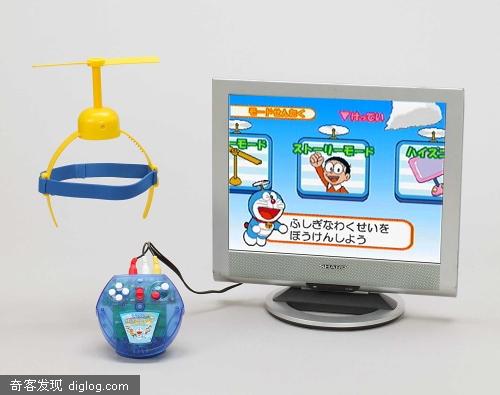 モードせんたく
けってい
モード
ストーリーモード
ハイスコ
ふしぎなわくせいを
ぼうけんしよう
SHARP
奇客发现 diglog.com